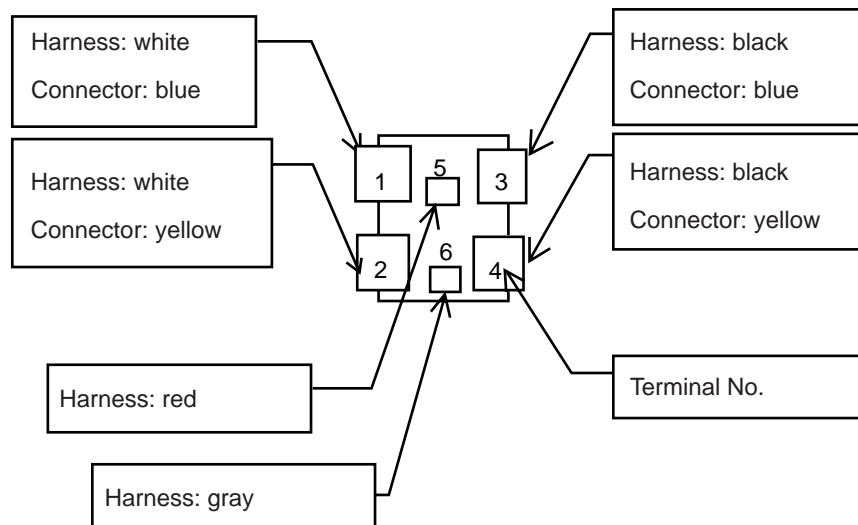 Harness: white
Connector: blue
Harness: black
Connector: blue
Harness: white
Connector: yellow
Harness: black
Connector: yellow
1
5
3
2
6
4
Harness: red
Terminal No.
Harness: gray